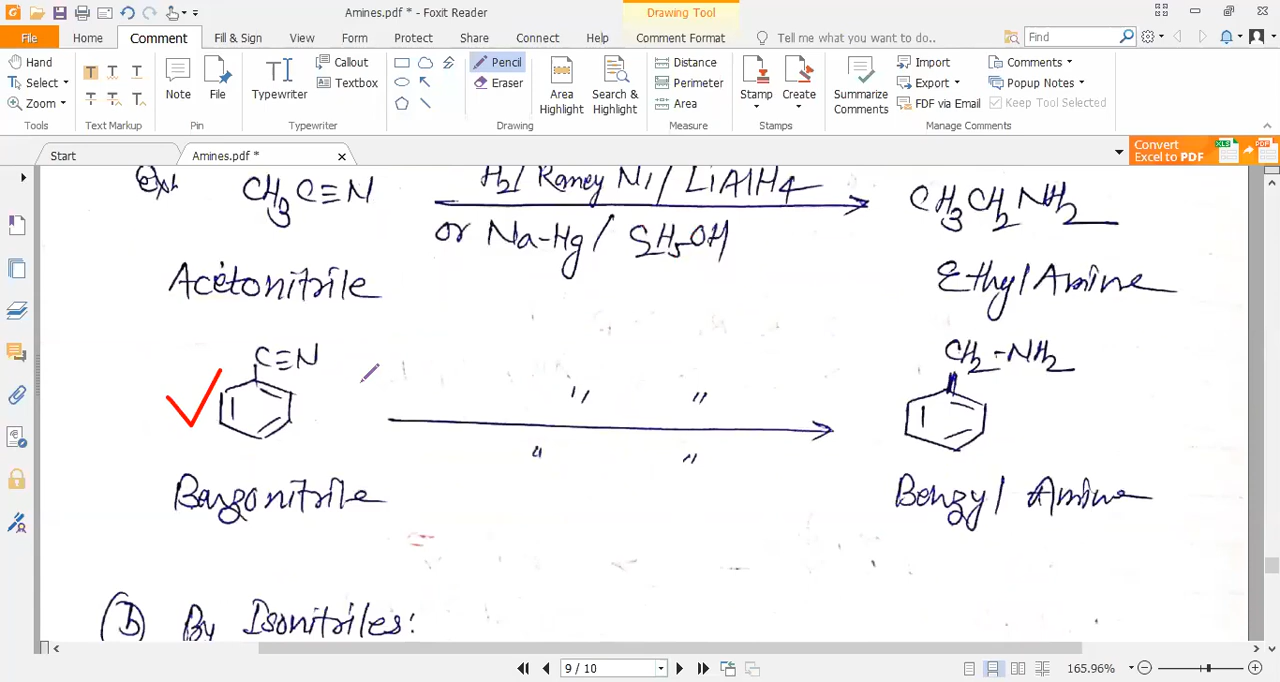 Amines.pdf * - Foxit Reader
Drawing Tool
File Home Comment Fill & Sign View Form Protect Share Connect Help Comment Format Tell me what you want to do.. Find
Hand
Select
Zoom
Tools
Text Markup
Note
File
Pin
Typewriter
Callout
Textbox
Typewriter
Pencil
Eraser
Drawing
Area Highlight
Search & Highlight
Distance
Perimeter
Area
Measure
Stamp
Create
Stamps
Summarize Comments
Import
Export
FDF via Email
Comments
Popup Notes
Keep Tool Selected
Manage Comments
Start
Amines.pdf *
Convert
Excel to PDF
CH3C≡N H2/ Raney Ni / LiAlH4 CH3CH2NH2
or Na-Hg / C2H5OH
Acetonitrile Ethyl Amine
C≡N CH2-NH2
" "
" "
Benzonitrile Benzyl Amine
(D) By Isonitriles:
9 / 10
165.96%